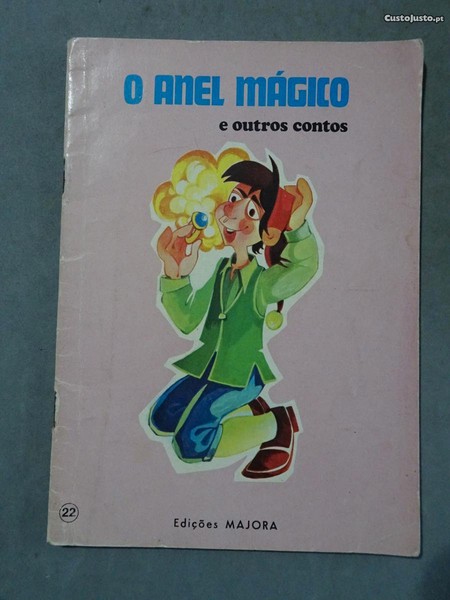 CustoJusto.pt
O ANEL MÁGICO
e outros contos
22
Edições MAJORA